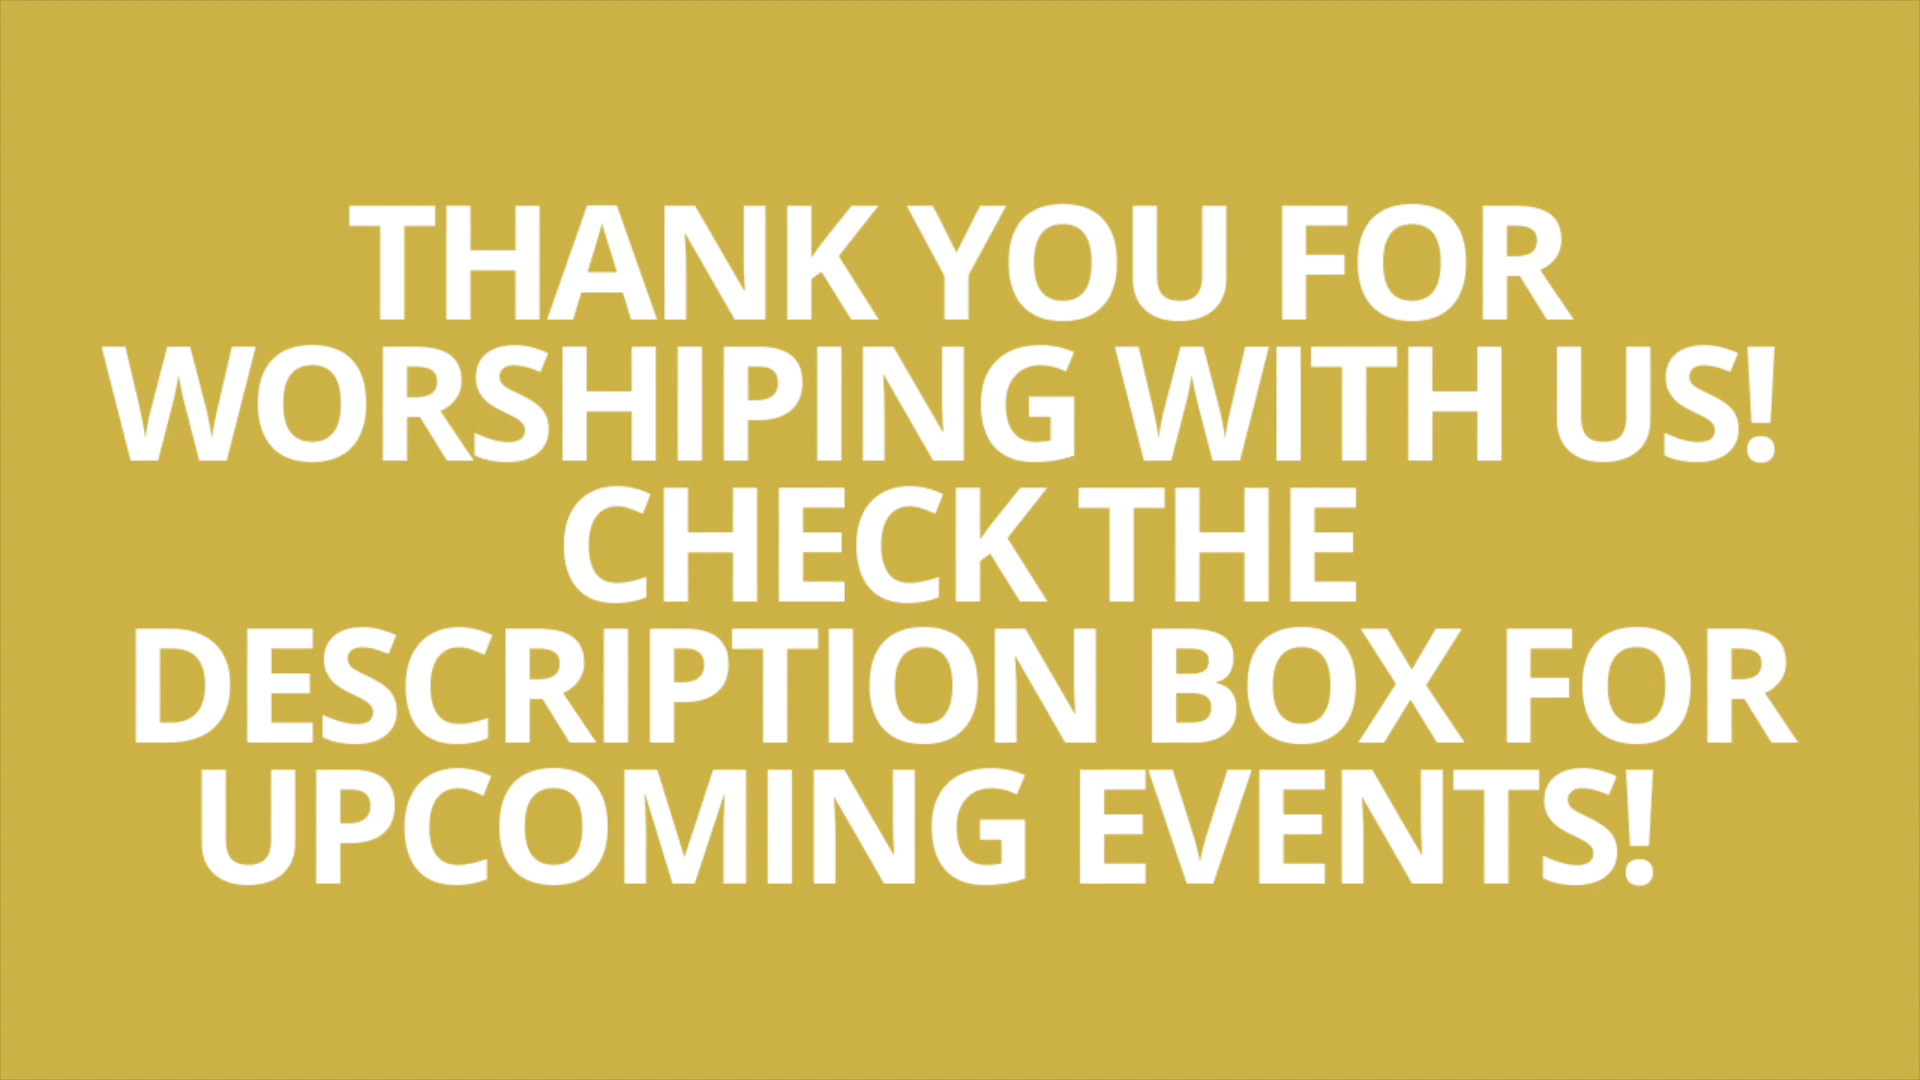 THANK YOU FOR
WORSHIPING WITH US!
CHECK THE
DESCRIPTION BOX FOR
UPCOMING EVENTS!